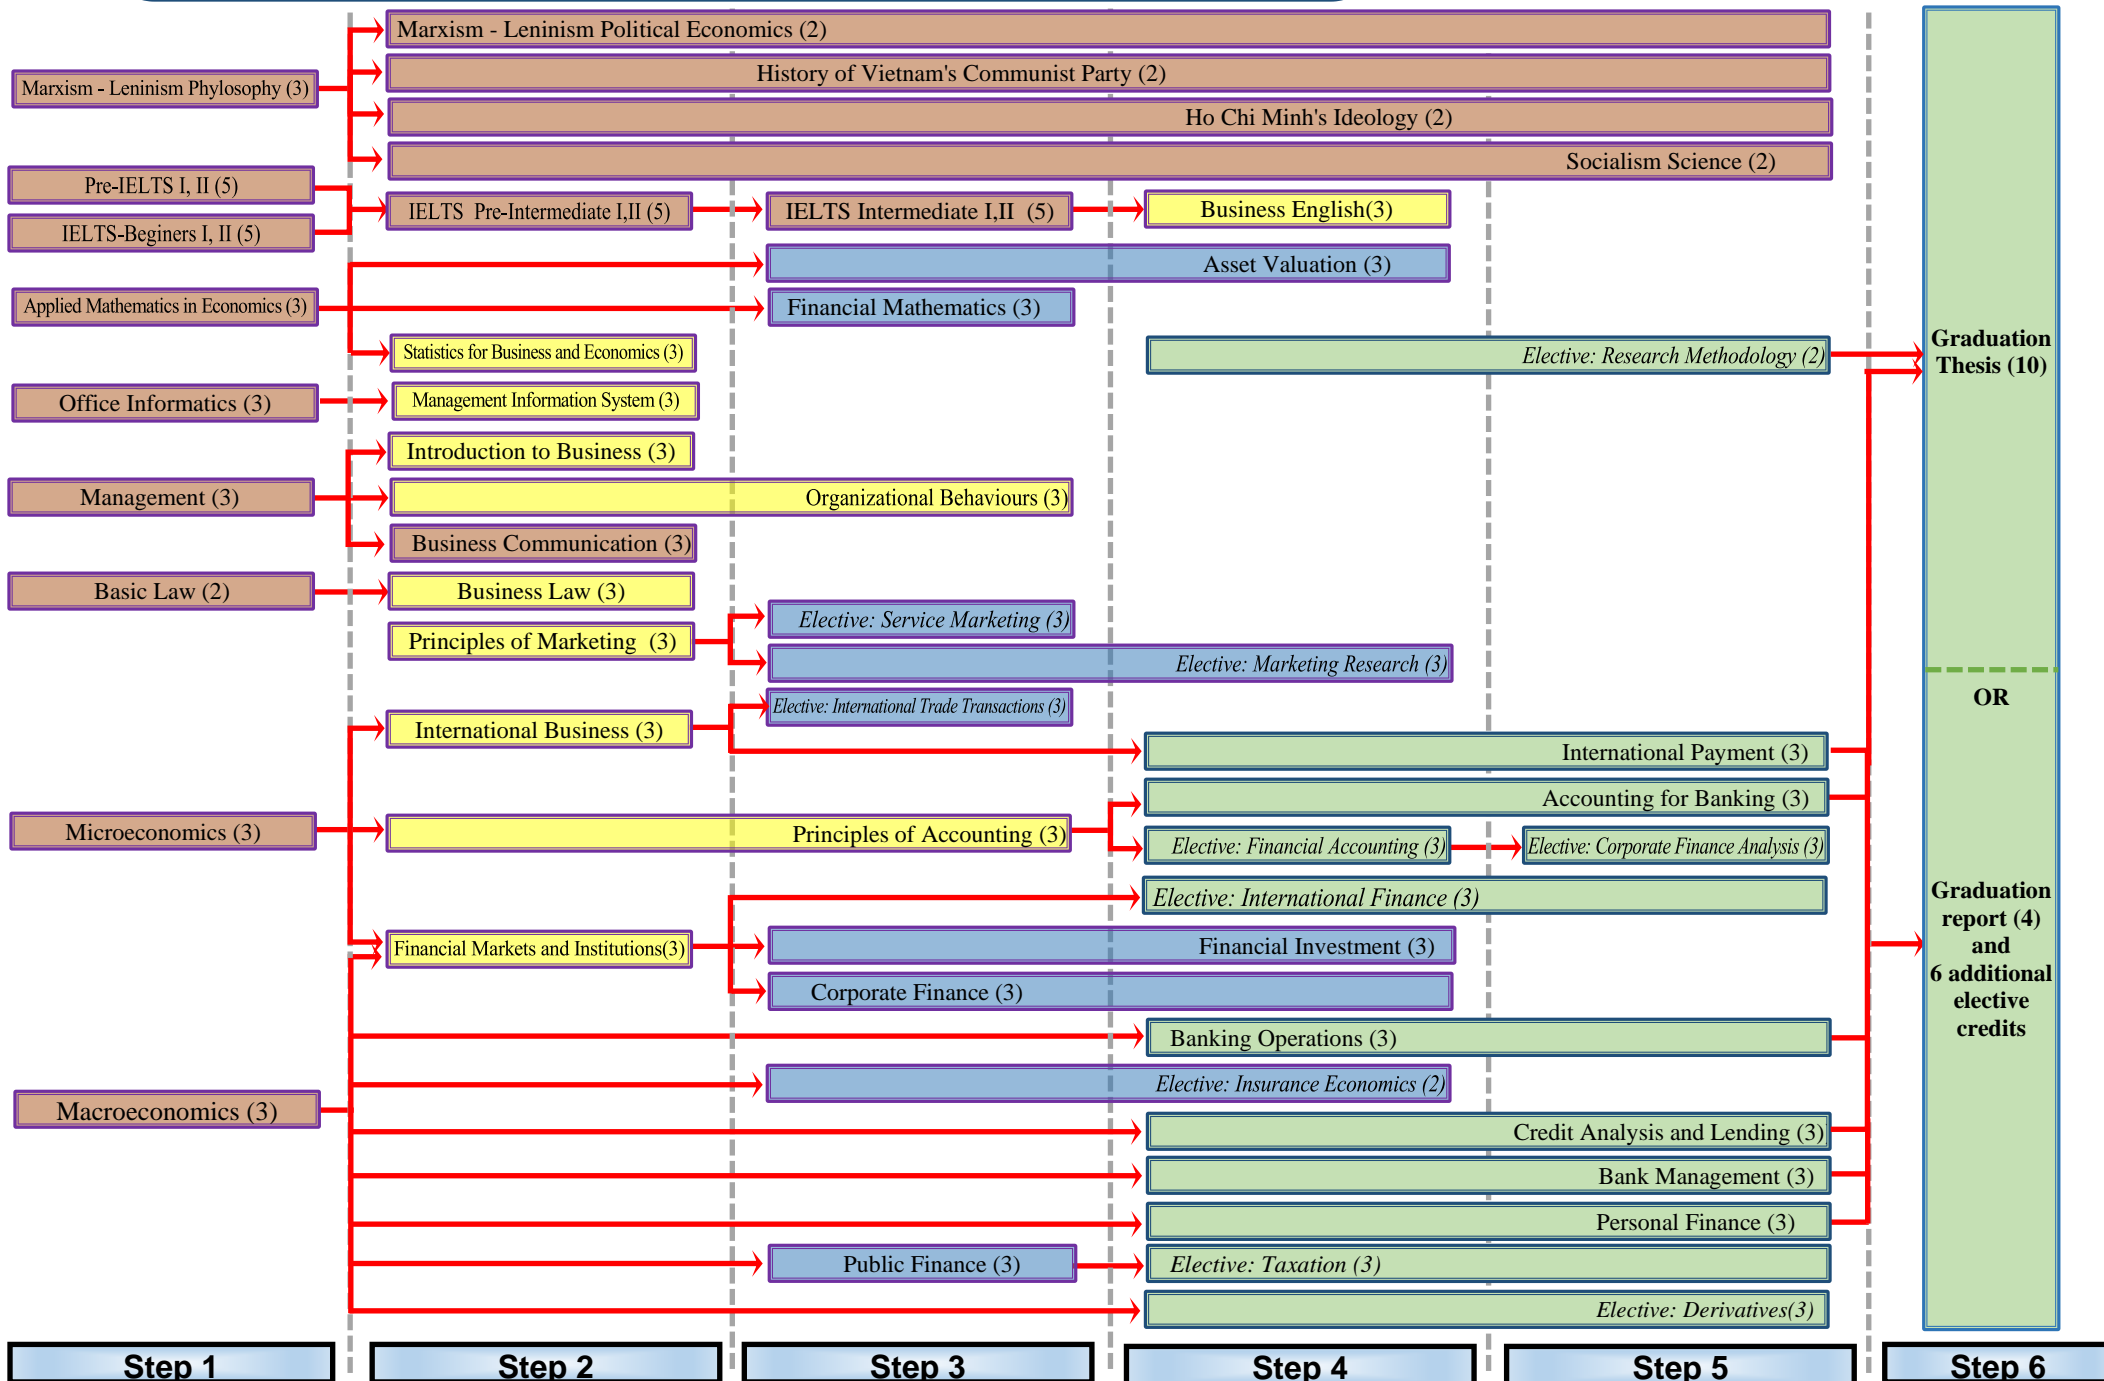 Marxism - Leninism Political Economics (2)
History of Vietnam's Communist Party (2)
Marxism - Leninism Phylosophy (3)
Ho Chi Minh's Ideology (2)
Socialism Science (2)
Pre-IELTS I, II (5)
IELTS-Beginers I, II (5)
IELTS Pre-Intermediate I,II (5)
IELTS Intermediate I,II (5)
Business English(3)
Asset Valuation (3)
Applied Mathematics in Economics (3)
Financial Mathematics (3)
Statistics for Business and Economics (3)
Elective: Research Methodology (2)
Graduation
Thesis (10)
Office Informatics (3)
Management Information System (3)
Introduction to Business (3)
Management (3)
Organizational Behaviours (3)
Business Communication (3)
Basic Law (2)
Business Law (3)
Principles of Marketing (3)
Elective: Service Marketing (3)
Elective: Marketing Research (3)
OR
Elective: International Trade Transactions (3)
International Business (3)
International Payment (3)
Accounting for Banking (3)
Microeconomics (3)
Principles of Accounting (3)
Elective: Financial Accounting (3)
Elective: Corporate Finance Analysis (3)
Elective: International Finance (3)
Graduation
report (4)
and
6 additional
elective
credits
Financial Markets and Institutions(3)
Financial Investment (3)
Corporate Finance (3)
Banking Operations (3)
Elective: Insurance Economics (2)
Macroeconomics (3)
Credit Analysis and Lending (3)
Bank Management (3)
Personal Finance (3)
Public Finance (3)
Elective: Taxation (3)
Elective: Derivatives(3)
Step 1
Step 2
Step 3
Step 4
Step 5
Step 6